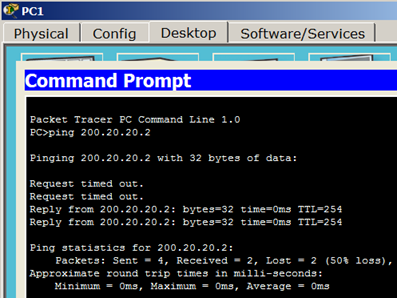 PC1
Physical Config Desktop Software/Services
Command Prompt
Packet Tracer PC Command Line 1.0
PC>ping 200.20.20.2
Pinging 200.20.20.2 with 32 bytes of data:
Request timed out.
Request timed out.
Reply from 200.20.20.2: bytes=32 time=0ms TTL=254
Reply from 200.20.20.2: bytes=32 time=0ms TTL=254
Ping statistics for 200.20.20.2:
Packets: Sent = 4, Received = 2, Lost = 2 (50% loss),
Approximate round trip times in milli-seconds:
Minimum = 0ms, Maximum = 0ms, Average = 0ms